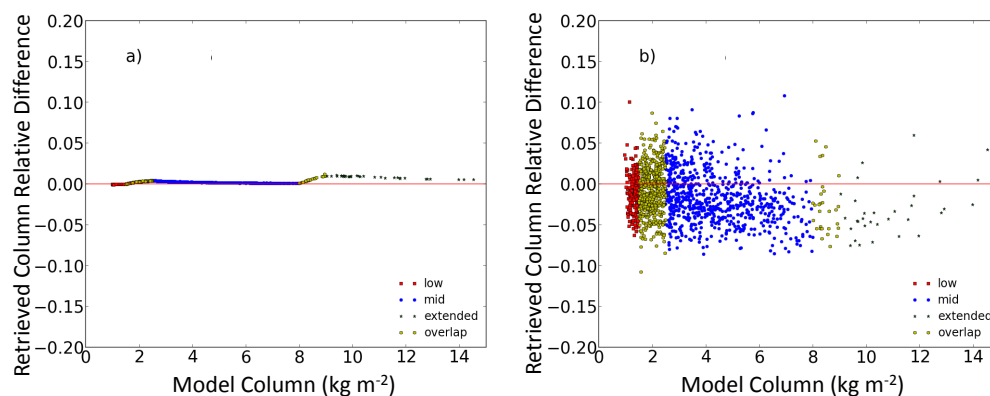 Retrieved Column Relative Difference
0.20
0.15
0.10
0.05
0.00
−0.05
−0.10
−0.15
−0.20
a)
low
mid
extended
overlap
0 2 4 6 8 10 12 14
Model Column (kg m-2)
Retrieved Column Relative Difference
0.20
0.15
0.10
0.05
0.00
−0.05
−0.10
−0.15
−0.20
b)
low
mid
extended
overlap
0 2 4 6 8 10 12 14
Model Column (kg m-2)